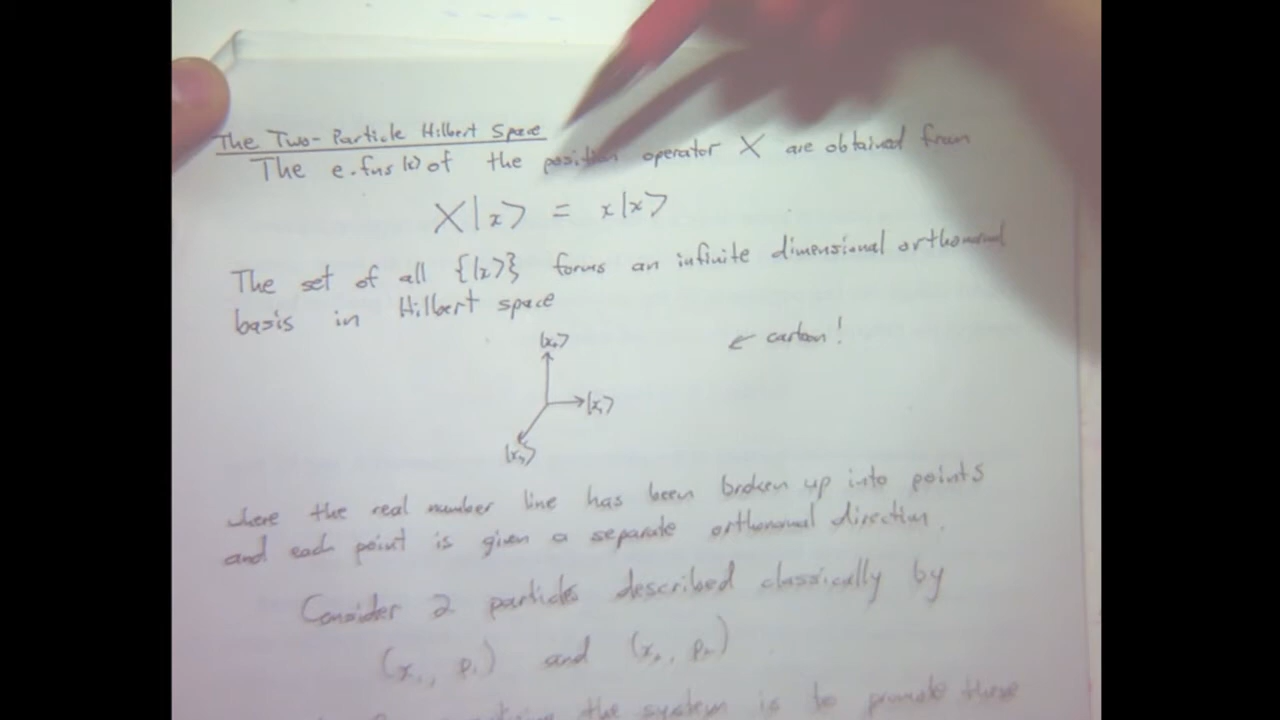 The Two-Particle Hilbert Space
The e.fns |x> of the position operator X are obtained from
X|x> = x|x>
The set of all {|x>} forms an infinite dimensional orthonormal
basis in Hilbert space
← cartoon!
|x₂>
|x₁>
|x₃>
where the real number line has been broken up into points
and each point is given a separate orthonormal direction.
Consider 2 particles described classically by
(x₁, p₁) and (x₂, p₂)
the system is to promote these